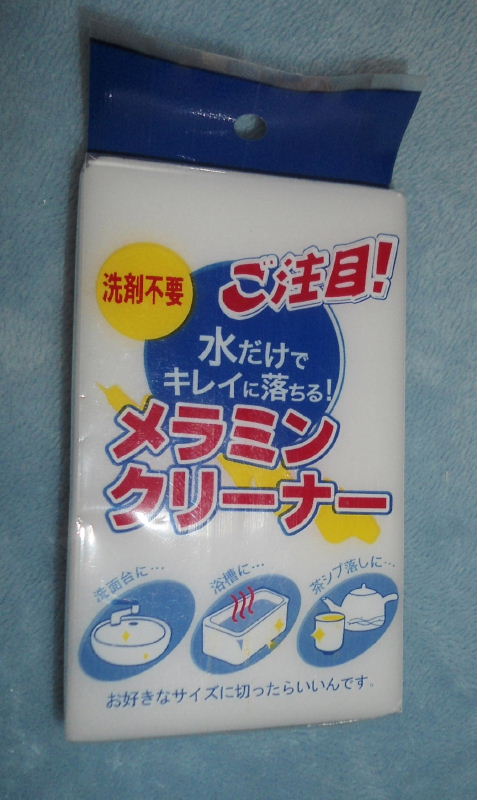 ご注目!
洗剤不要
水だけで
キレイに落ちる!
メラミン
クリーナー
洗面台に…
浴槽に…
茶シブ落しに…
お好きなサイズに切ったらいいんです。